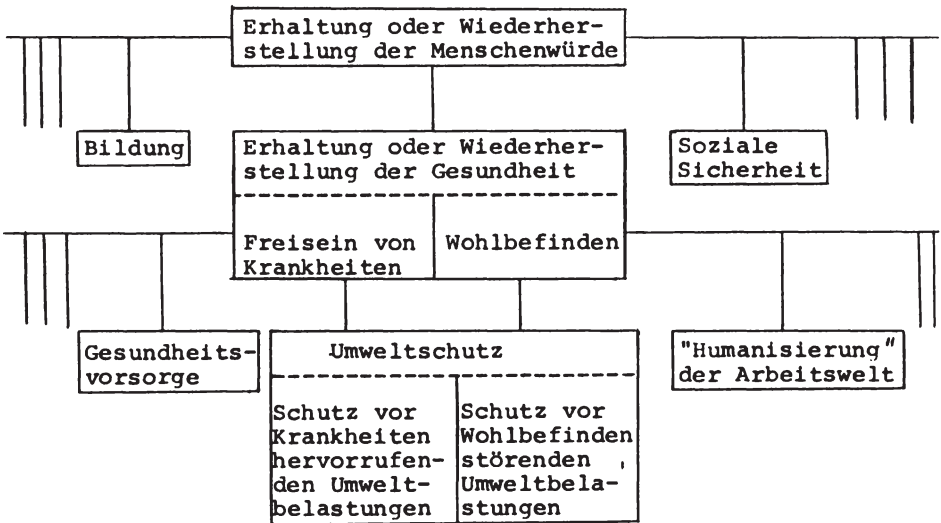 Erhaltung oder Wiederher-
stellung der Menschenwürde
Bildung
Erhaltung oder Wiederher-
stellung der Gesundheit
Soziale
Sicherheit
Freisein von
Krankheiten
Wohlbefinden
Gesundheits-
vorsorge
Umweltschutz
"Humanisierung"
der Arbeitswelt
Schutz vor
Krankheiten
hervorrufen-
den Umwelt-
belastungen
Schutz vor
Wohlbefinden
störenden
Umweltbela-
stungen